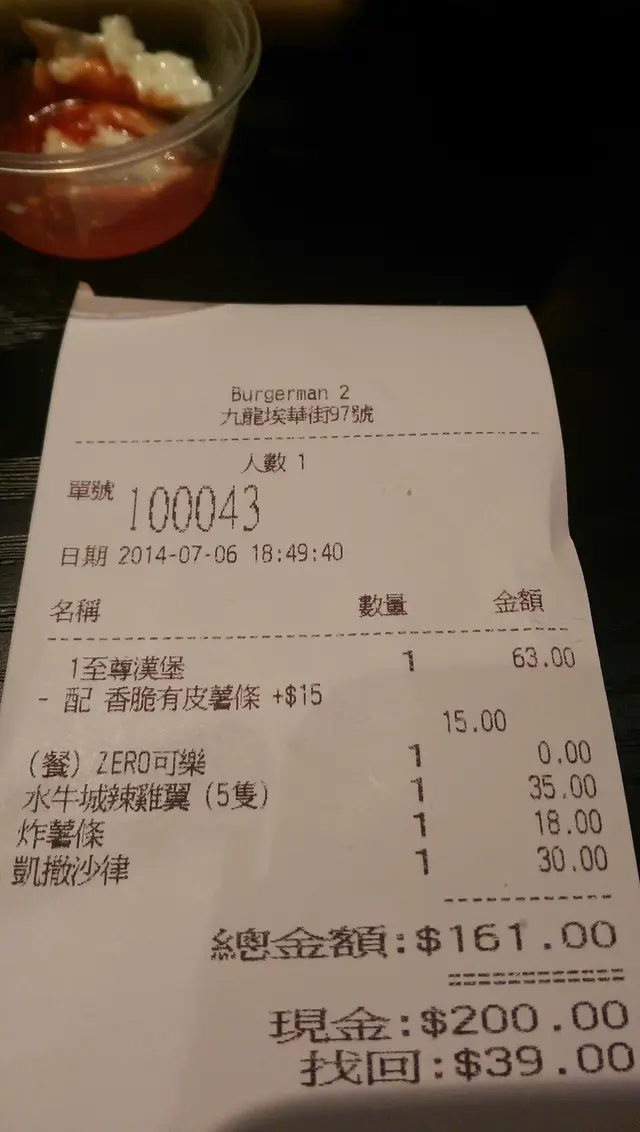 Burgerman 2
九龍埃華街97號
人數 1
單號 100043
日期 2014-07-06 18:49:40
名稱 數量 金額
1至尊漢堡 1 63.00
- 配 香脆有皮薯條 +$15
15.00
(餐) ZERO可樂 1 0.00
水牛城辣雞翼 (5隻) 1 35.00
炸薯條 1 18.00
凱撒沙律 1 30.00
總金額:$161.00
現金:$200.00
找回:$39.00